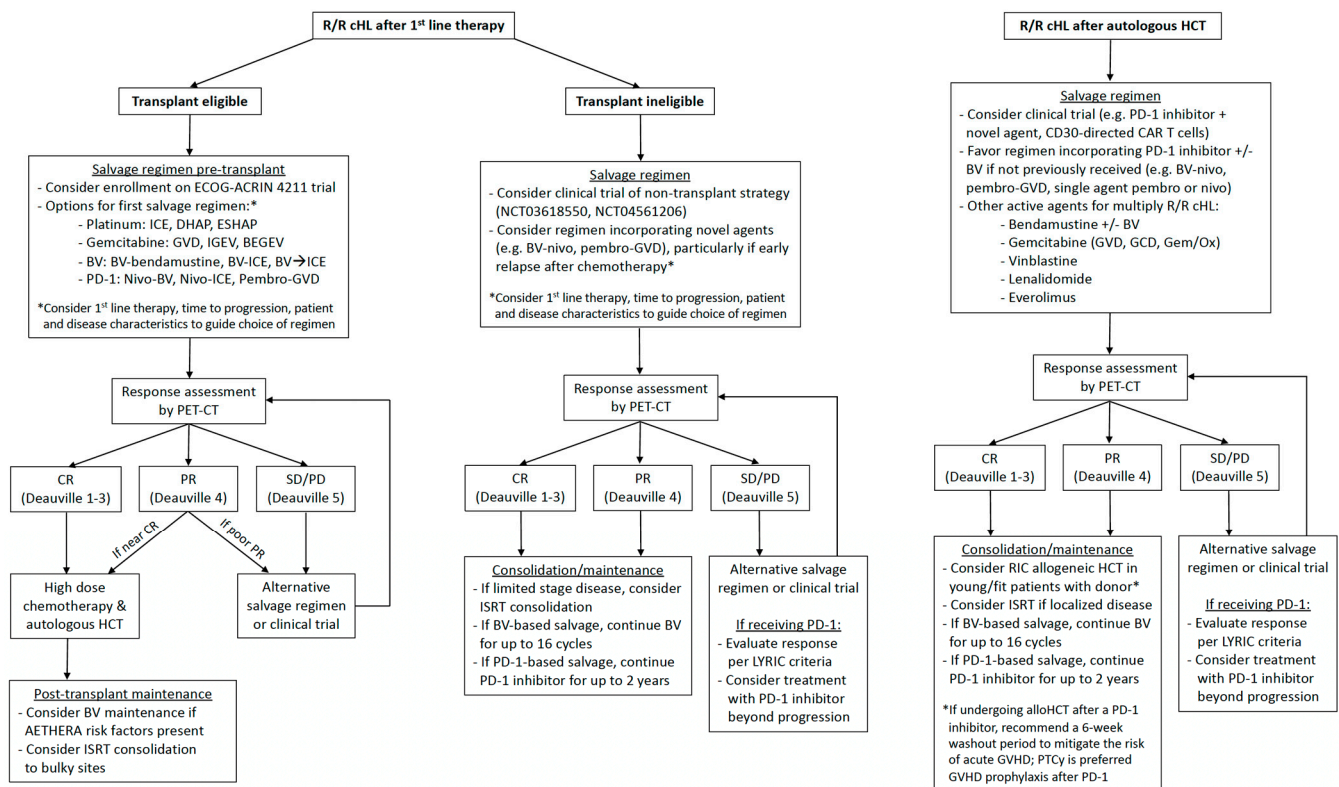 R/R cHL after 1st line therapy
Transplant eligible
Salvage regimen pre-transplant
- Consider enrollment on ECOG-ACRIN 4211 trial
- Options for first salvage regimen:*
- Platinum: ICE, DHAP, ESHAP
- Gemcitabine: GVD, IGEV, BEGEV
- BV: BV-bendamustine, BV-ICE, BV→ICE
- PD-1: Nivo-BV, Nivo-ICE, Pembro-GVD
*Consider 1st line therapy, time to progression, patient
and disease characteristics to guide choice of regimen
Response assessment
by PET-CT
CR
(Deauville 1-3)
PR
(Deauville 4)
SD/PD
(Deauville 5)
If near CR
If poor PR
High dose
chemotherapy &
autologous HCT
Alternative
salvage regimen
or clinical trial
Post-transplant maintenance
- Consider BV maintenance if
AETHERA risk factors present
- Consider ISRT consolidation
to bulky sites
Transplant ineligible
Salvage regimen
- Consider clinical trial of non-transplant strategy
(NCT03618550, NCT04561206)
- Consider regimen incorporating novel agents
(e.g. BV-nivo, pembro-GVD), particularly if early
relapse after chemotherapy*
*Consider 1st line therapy, time to progression, patient
and disease characteristics to guide choice of regimen
Response assessment
by PET-CT
CR
(Deauville 1-3)
PR
(Deauville 4)
SD/PD
(Deauville 5)
Consolidation/maintenance
- If limited stage disease, consider
ISRT consolidation
- If BV-based salvage, continue BV
for up to 16 cycles
- If PD-1-based salvage, continue
PD-1 inhibitor for up to 2 years
Alternative salvage
regimen or clinical trial
If receiving PD-1:
- Evaluate response
per LYRIC criteria
- Consider treatment
with PD-1 inhibitor
beyond progression
R/R cHL after autologous HCT
Salvage regimen
- Consider clinical trial (e.g. PD-1 inhibitor +
novel agent, CD30-directed CAR T cells)
- Favor regimen incorporating PD-1 inhibitor +/-
BV if not previously received (e.g. BV-nivo,
pembro-GVD, single agent pembro or nivo)
- Other active agents for multiply R/R cHL:
- Bendamustine +/- BV
- Gemcitabine (GVD, GCD, Gem/Ox)
- Vinblastine
- Lenalidomide
- Everolimus
Response assessment
by PET-CT
CR
(Deauville 1-3)
PR
(Deauville 4)
SD/PD
(Deauville 5)
Consolidation/maintenance
- Consider RIC allogeneic HCT in
young/fit patients with donor*
- Consider ISRT if localized disease
- If BV-based salvage, continue BV
for up to 16 cycles
- If PD-1-based salvage, continue
PD-1 inhibitor for up to 2 years
*If undergoing alloHCT after a PD-1
inhibitor, recommend a 6-week
washout period to mitigate the risk
of acute GVHD; PTCy is preferred
GVHD prophylaxis after PD-1
Alternative salvage
regimen or clinical trial
If receiving PD-1:
- Evaluate response
per LYRIC criteria
- Consider treatment
with PD-1 inhibitor
beyond progression